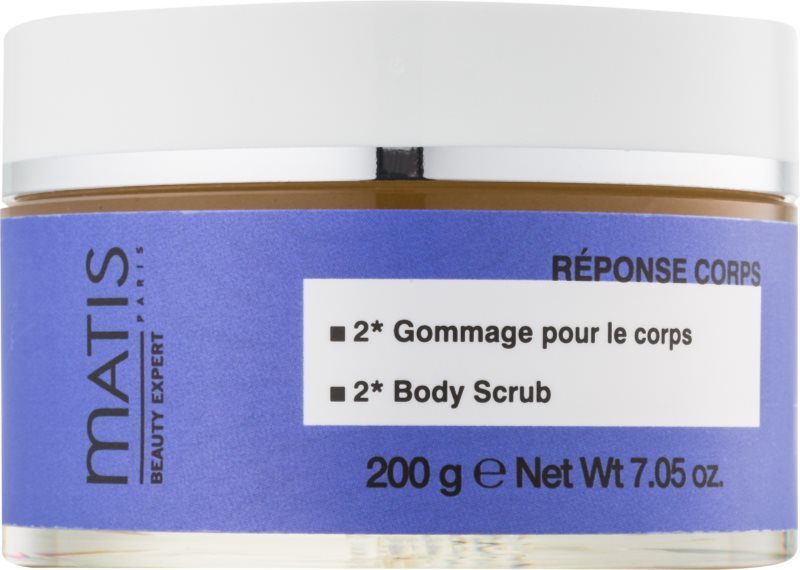 mATIS
BEAUTY EXPERT
PARIS
RÉPONSE CORPS
■ 2* Gommage pour le corps
■ 2* Body Scrub
200 g ℮ Net Wt 7.05 oz.